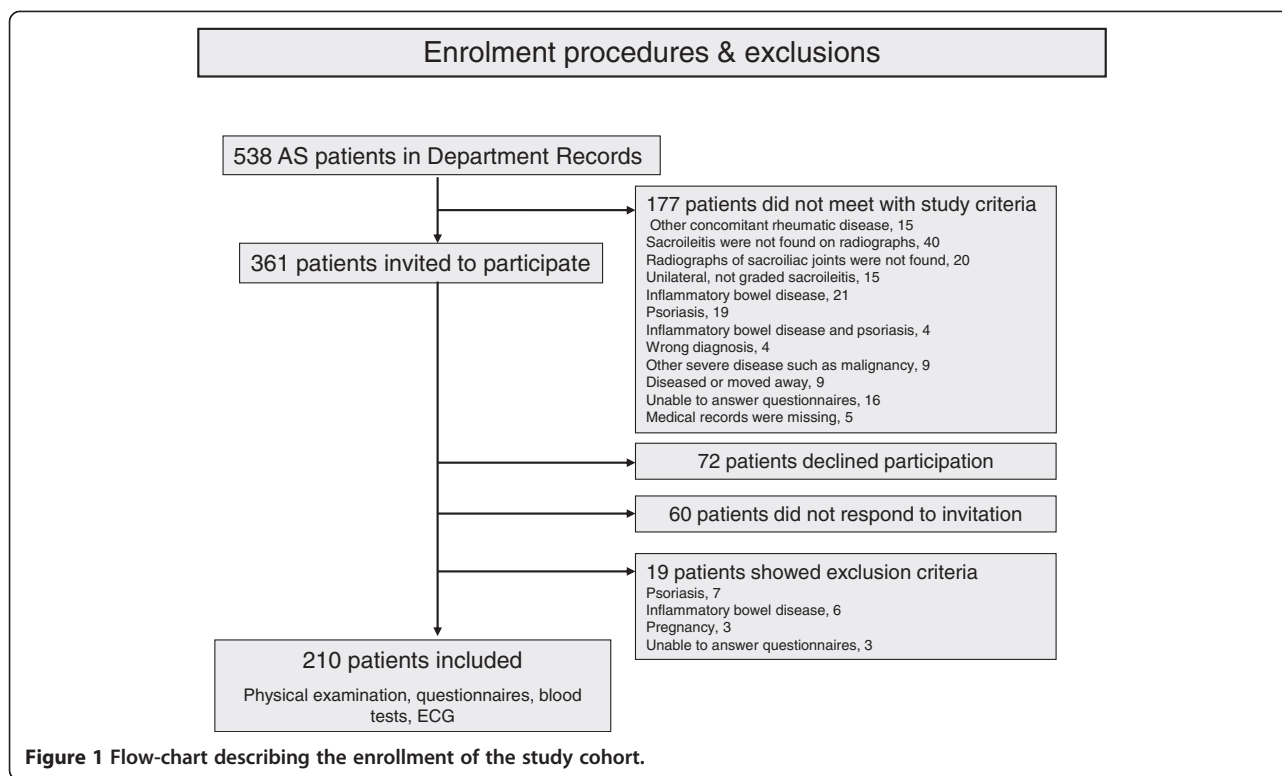 Enrolment procedures & exclusions
538 AS patients in Department Records
177 patients did not meet with study criteria
Other concomitant rheumatic disease, 15
Sacroileitis were not found on radiographs, 40
Radiographs of sacroiliac joints were not found, 20
Unilateral, not graded sacroileitis, 15
Inflammatory bowel disease, 21
Psoriasis, 19
Inflammatory bowel disease and psoriasis, 4
Wrong diagnosis, 4
Other severe disease such as malignancy, 9
Diseased or moved away, 9
Unable to answer questionnaires, 16
Medical records were missing, 5
361 patients invited to participate
72 patients declined participation
60 patients did not respond to invitation
19 patients showed exclusion criteria
Psoriasis, 7
Inflammatory bowel disease, 6
Pregnancy, 3
Unable to answer questionnaires, 3
210 patients included
Physical examination, questionnaires, blood
tests, ECG
Figure 1 Flow-chart describing the enrollment of the study cohort.